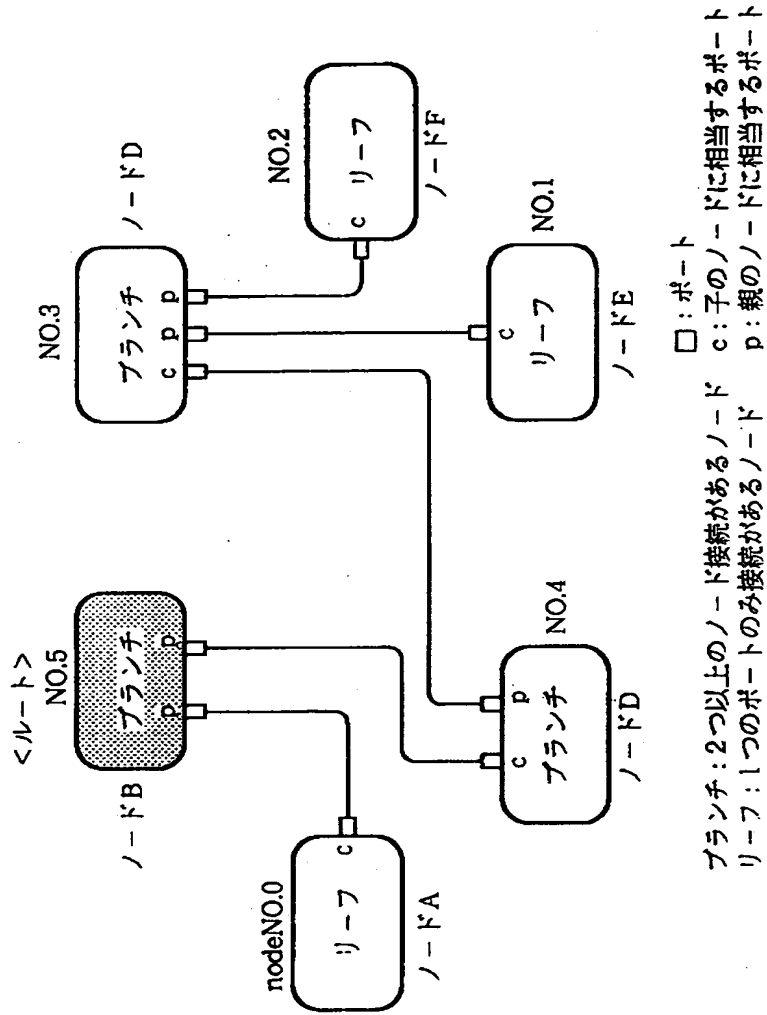 <ルート>
NO.5
ノードB
ブランチ
p
p
nodeNO.0
リーフ
c
ノードA
NO.4
ブランチ
c
p
ノードD
NO.3
ノードD
ブランチ
c
p
p
NO.2
リーフ
c
ノードF
NO.1
リーフ
c
ノードE
□:ポート
ブランチ:2つ以上のノード接続があるノード
リーフ:1つのポートのみ接続があるノード
c:子のノードに相当するポート
p:親のノードに相当するポート